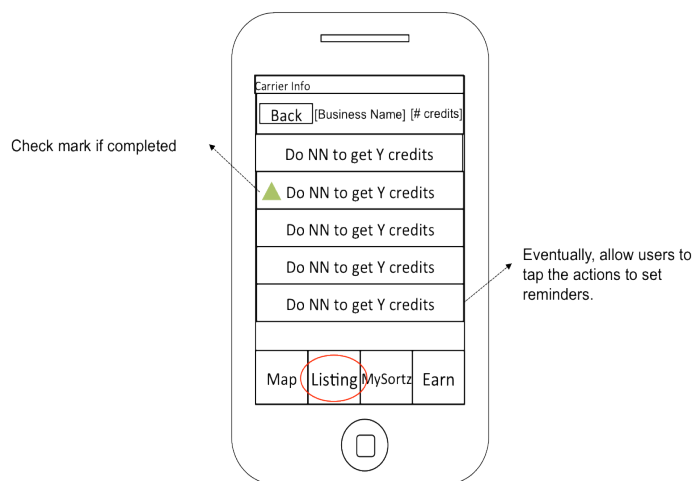 Carrier Info
Back [Business Name] [# credits]
Check mark if completed
Do NN to get Y credits
Do NN to get Y credits
Do NN to get Y credits
Do NN to get Y credits
Do NN to get Y credits
Eventually, allow users to
tap the actions to set
reminders.
Map Listing MySortz Earn